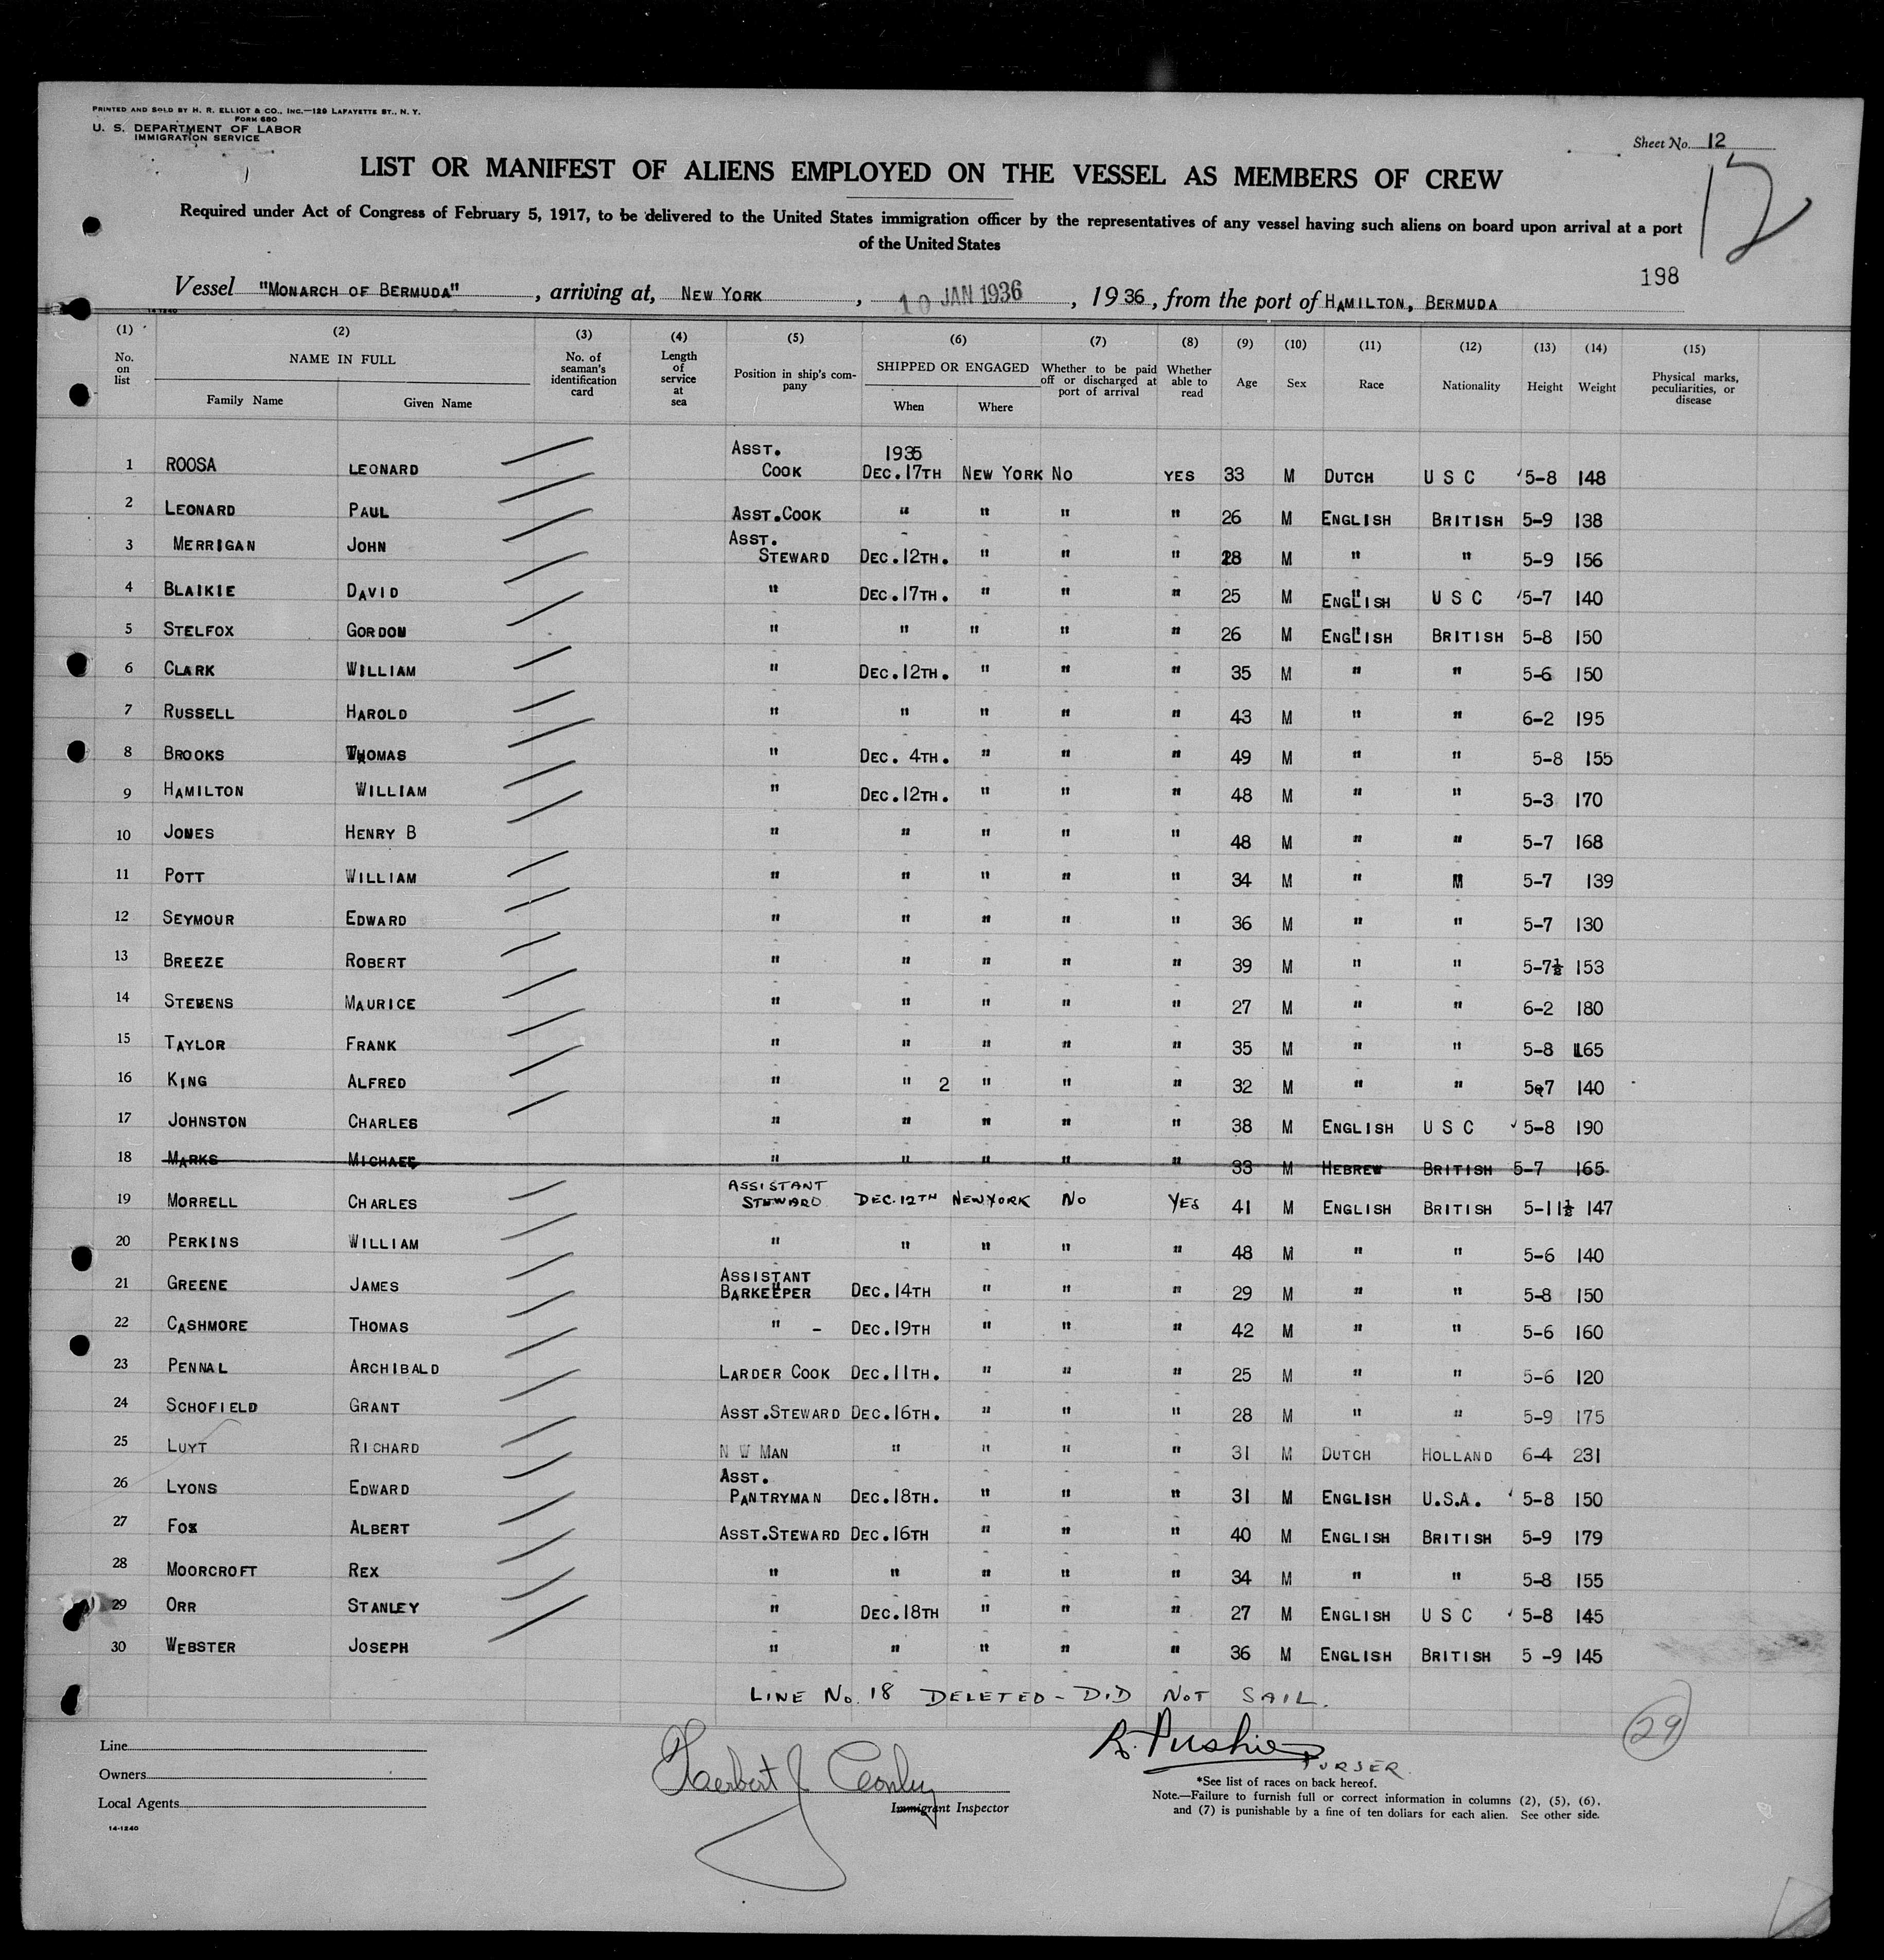 PRINTED AND SOLD BY H. R. ELLIOT & CO., INC.—129 LAFAYETTE ST., N. Y.
FORM 680
U. S. DEPARTMENT OF LABOR
IMMIGRATION SERVICE
Sheet No. 12
12
LIST OR MANIFEST OF ALIENS EMPLOYED ON THE VESSEL AS MEMBERS OF CREW
Required under Act of Congress of February 5, 1917, to be delivered to the United States immigration officer by the representatives of any vessel having such aliens on board upon arrival at a port
of the United States
198
Vessel "MONARCH OF BERMUDA", arriving at, NEW YORK, 10 JAN 1936, 1936, from the port of HAMILTON, BERMUDA
14-1240
(1) No. on list
(2) NAME IN FULL Family Name Given Name
(3) No. of seaman's identification card
(4) Length of service at sea
(5) Position in ship's company
(6) SHIPPED OR ENGAGED When Where
(7) Whether to be paid off or discharged at port of arrival
(8) Whether able to read
(9) Age
(10) Sex
(11) Race
(12) Nationality
(13) Height
(14) Weight
(15) Physical marks, peculiarities, or disease
1 ROOSA LEONARD ASST. COOK 1935 DEC.17TH NEW YORK NO YES 33 M DUTCH U S C 5-8 148
2 LEONARD PAUL ASST.COOK " " " " 26 M ENGLISH BRITISH 5-9 138
3 MERRIGAN JOHN ASST. STEWARD DEC.12TH. " " " 28 M " " 5-9 156
4 BLAIKIE DAVID " DEC.17TH. " " " 25 M ENGLISH U S C 5-7 140
5 STELFOX GORDON " " " " " 26 M ENGLISH BRITISH 5-8 150
6 CLARK WILLIAM " DEC.12TH. " " " 35 M " " 5-6 150
7 RUSSELL HAROLD " " " " " 43 M " " 6-2 195
8 BROOKS THOMAS " DEC. 4TH. " " " 49 M " " 5-8 155
9 HAMILTON WILLIAM " DEC.12TH. " " " 48 M " " 5-3 170
10 JONES HENRY B " " " " " 48 M " " 5-7 168
11 POTT WILLIAM " " " " " 34 M " " 5-7 139
12 SEYMOUR EDWARD " " " " " 36 M " " 5-7 130
13 BREEZE ROBERT " " " " " 39 M " " 5-7½ 153
14 STEBENS MAURICE " " " " " 27 M " " 6-2 180
15 TAYLOR FRANK " " " " " 35 M " " 5-8 165
16 KING ALFRED " " 2 " " " 32 M " " 5-7 140
17 JOHNSTON CHARLES " " " " " 38 M ENGLISH U S C 5-8 190
18 MARKS MICHAEL " " " " " 33 M HEBREW BRITISH 5-7 165
19 MORRELL CHARLES ASSISTANT STEWARD DEC.12TH NEW YORK NO YES 41 M ENGLISH BRITISH 5-11½ 147
20 PERKINS WILLIAM " " " " " 48 M " " 5-6 140
21 GREENE JAMES ASSISTANT BARKEEPER DEC.14TH " " " 29 M " " 5-8 150
22 CASHMORE THOMAS " - DEC.19TH " " " 42 M " " 5-6 160
23 PENNAL ARCHIBALD LARDER COOK DEC.11TH. " " " 25 M " " 5-6 120
24 SCHOFIELD GRANT ASST.STEWARD DEC.16TH. " " " 28 M " " 5-9 175
25 LUYT RICHARD N W MAN " " " " 31 M DUTCH HOLLAND 6-4 231
26 LYONS EDWARD ASST. PANTRYMAN DEC.18TH. " " " 31 M ENGLISH U.S.A. 5-8 150
27 FOX ALBERT ASST.STEWARD DEC.16TH " " " 40 M ENGLISH BRITISH 5-9 179
28 MOORCROFT REX " " " " " 34 M " " 5-8 155
29 ORR STANLEY " DEC.18TH " " " 27 M ENGLISH U S C 5-8 145
30 WEBSTER JOSEPH " " " " " 36 M ENGLISH BRITISH 5 -9 145
LINE No. 18 DELETED - DID NOT SAIL.
29
Line
Owners
Local Agents
14-1240
Herbert J Conley
Immigrant Inspector
R. Pushie
PURSER.
*See list of races on back hereof.
Note.—Failure to furnish full or correct information in columns (2), (5), (6),
and (7) is punishable by a fine of ten dollars for each alien. See other side.